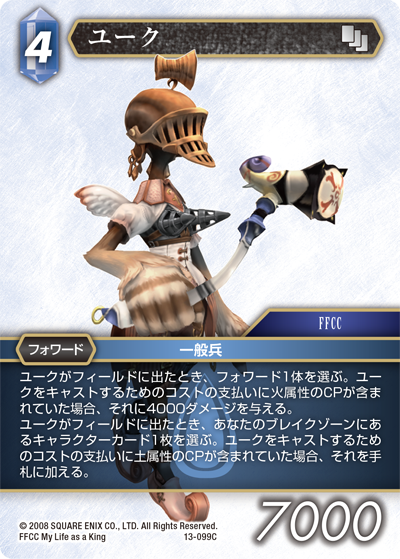 4
ユーク
FFCC
フォワード
一般兵
ユークがフィールドに出たとき、フォワード1体を選ぶ。ユー
クをキャストするためのコストの支払いに火属性のCPが含ま
れていた場合、それに4000ダメージを与える。
ユークがフィールドに出たとき、あなたのブレイクゾーンにあ
るキャラクターカード1枚を選ぶ。ユークをキャストするため
のコストの支払いに土属性のCPが含まれていた場合、それを手
札に加える。
© 2008 SQUARE ENIX CO., LTD. All Rights Reserved.
FFCC My Life as a King
13-099C
7000